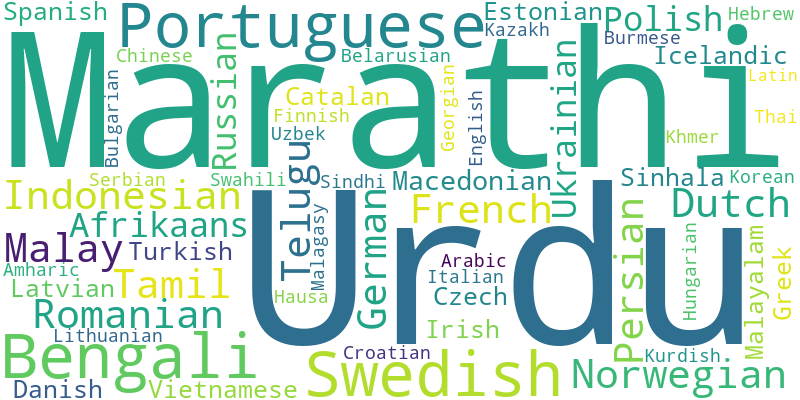 Spanish
Portuguese
Estonian
Polish
Hebrew
Kazakh
Burmese
Marathi
Chinese
Russian
Belarusian
Ukrainian
Icelandic
Latin
Bulgarian
Catalan
Georgian
English
Finnish
Thai
Uzbek
Khmer
Telugu
Serbian
Swahili
Sindhi
Macedonian
Sinhala
Korean
Indonesian
Urdu
Malagasy
German
French
Dutch
Afrikaans
Persian
Malay
Turkish
Hungarian
Malayalam
Greek
Amharic
Arabic
Italian
Latvian
Tamil
Hausa
Czech
Romanian
Irish
Lithuanian
Bengali
Croatian
Kurdish
Swedish
Norwegian
Danish
Vietnamese